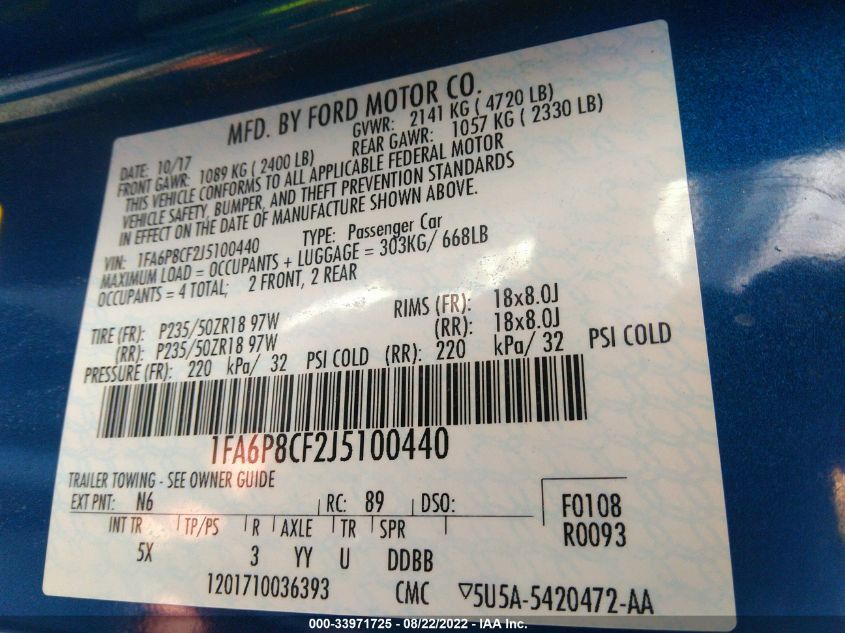 MFD. BY FORD MOTOR CO.
DATE: 10/17 GVWR: 2141 KG ( 4720 LB)
FRONT GAWR: 1089 KG ( 2400 LB) REAR GAWR: 1057 KG ( 2330 LB)
THIS VEHICLE CONFORMS TO ALL APPLICABLE FEDERAL MOTOR
VEHICLE SAFETY, BUMPER, AND THEFT PREVENTION STANDARDS
IN EFFECT ON THE DATE OF MANUFACTURE SHOWN ABOVE.
VIN: 1FA6P8CF2J5100440 TYPE: Passenger Car
MAXIMUM LOAD = OCCUPANTS + LUGGAGE = 303KG/ 668LB
OCCUPANTS = 4 TOTAL; 2 FRONT, 2 REAR
TIRE (FR): P235/50ZR18 97W RIMS (FR): 18x8.0J
(RR): P235/50ZR18 97W (RR): 18x8.0J
PRESSURE (FR): 220 kPa/ 32 PSI COLD (RR): 220 kPa/ 32 PSI COLD
1FA6P8CF2J5100440
TRAILER TOWING - SEE OWNER GUIDE
EXT PNT: N6 RC: 89 DSO: F0108
INT TR TP/PS R AXLE TR SPR R0093
5X 3 YY U DDBB
1201710036393 CMC ▽5U5A-5420472-AA
000-33971725 - 08/22/2022 - IAA Inc.